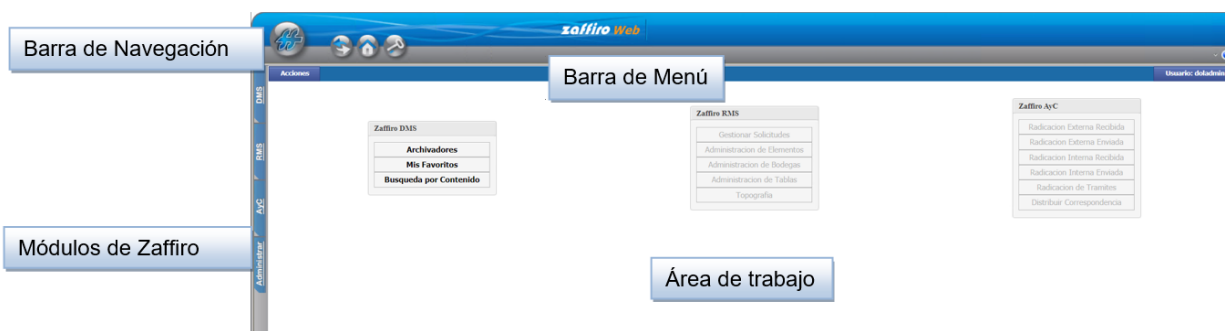 zaffiro Web
Barra de Navegación
Barra de Menú
Acciones
Usuario: doladmin
DMS
RMS
AyC
Administrar
Zaffiro DMS
Archivadores
Mis Favoritos
Busqueda por Contenido
Zaffiro RMS
Gestionar Solicitudes
Administracion de Elementos
Administracion de Bodegas
Administracion de Tablas
Topografia
Zaffiro AyC
Radicacion Externa Recibida
Radicacion Externa Enviada
Radicacion Interna Recibida
Radicacion Interna Enviada
Radicacion de Tramites
Distribuir Correspondencia
Módulos de Zaffiro
Área de trabajo